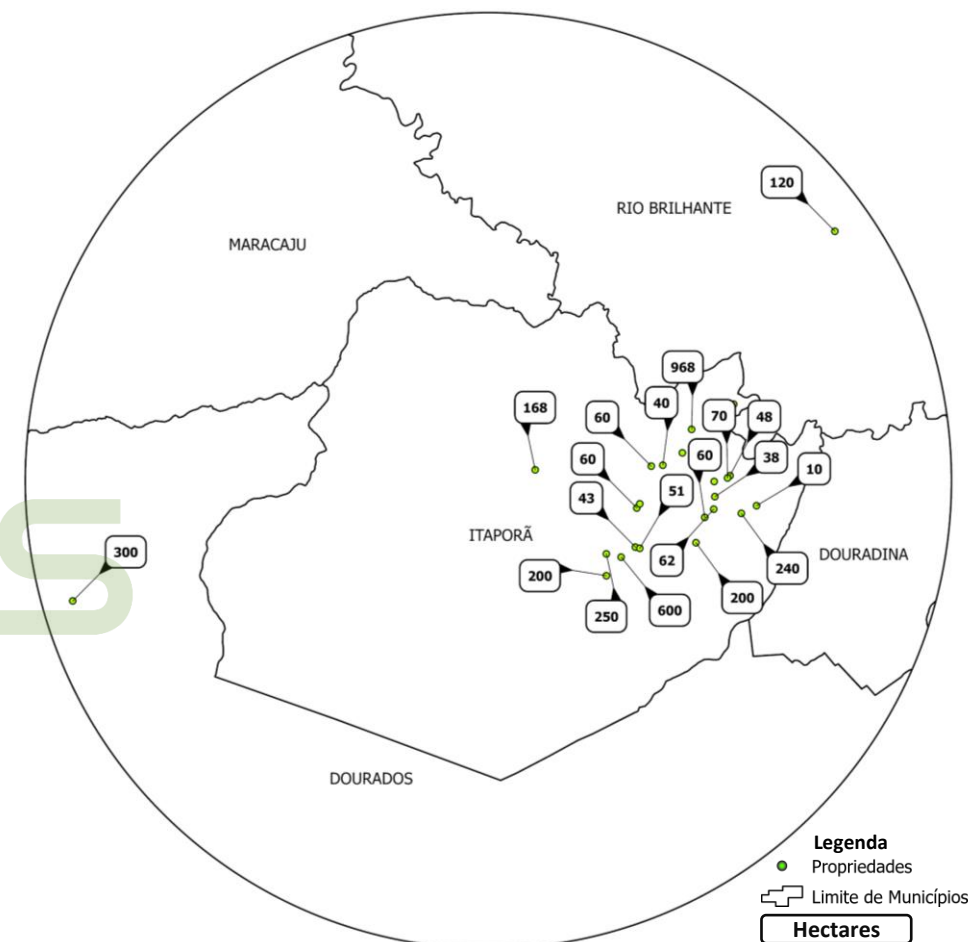 120
RIO BRILHANTE
MARACAJU
968
40
168
60
70
48
60
60
38
10
43
51
ITAPORÃ
300
62
240
DOURADINA
200
200
250
600
DOURADOS
Legenda
Propriedades
Limite de Municípios
Hectares